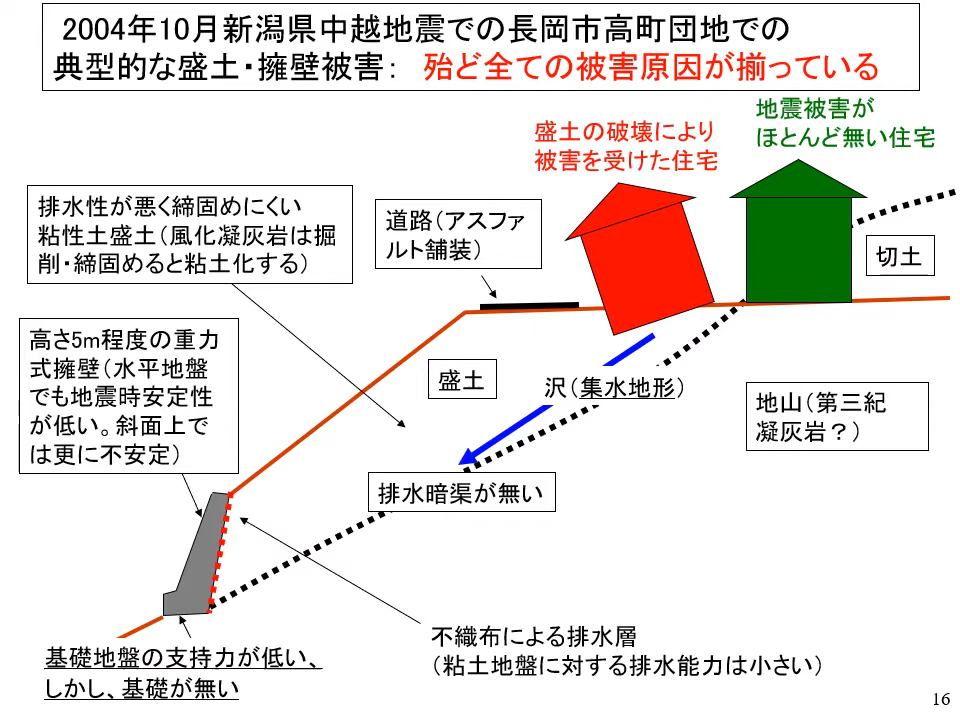 2004年10月新潟県中越地震での長岡市高町団地での
典型的な盛土・擁壁被害： 殆ど全ての被害原因が揃っている
地震被害が
ほとんど無い住宅
盛土の破壊により
被害を受けた住宅
排水性が悪く締固めにくい
粘性土盛土（風化凝灰岩は掘
削・締固めると粘土化する）
道路（アスファ
ルト舗装）
切土
高さ5m程度の重力
式擁壁（水平地盤
でも地震時安定性
が低い。斜面上で
は更に不安定）
盛土
沢（集水地形）
地山（第三紀
凝灰岩？）
排水暗渠が無い
不織布による排水層
（粘土地盤に対する排水能力は小さい）
基礎地盤の支持力が低い、
しかし、基礎が無い
16